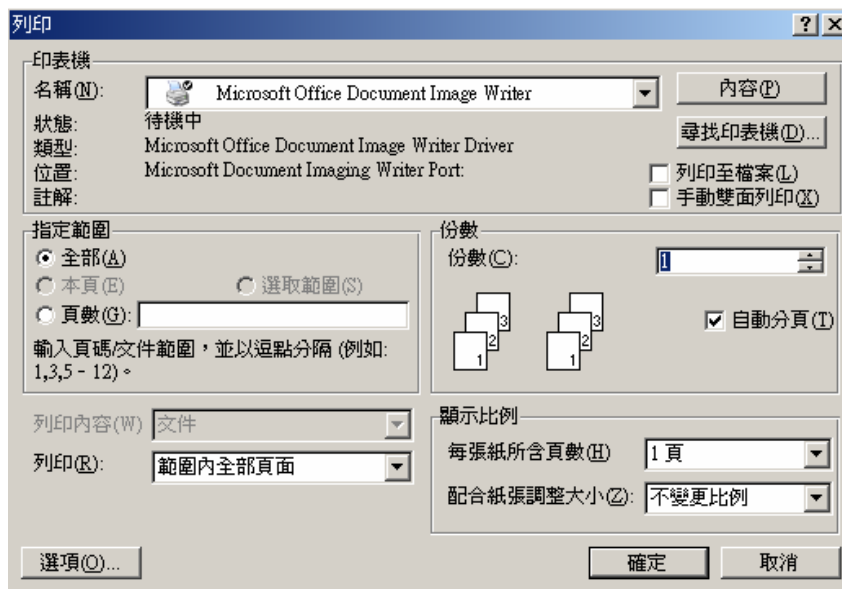 列印
印表機
名稱(N): Microsoft Office Document Image Writer 內容(P)
狀態: 待機中
類型: Microsoft Office Document Image Writer Driver 尋找印表機(D)...
位置: Microsoft Document Imaging Writer Port: 列印至檔案(L)
註解: 手動雙面列印(X)
指定範圍
全部(A)
本頁(E) 選取範圍(S)
頁數(G):
輸入頁碼/文件範圍，並以逗點分隔 (例如:
1,3,5 - 12)。
份數
份數(C): 1
3 3
2 2
1 1
自動分頁(T)
列印內容(W) 文件
列印(R): 範圍內全部頁面
顯示比例
每張紙所含頁數(H) 1 頁
配合紙張調整大小(Z): 不變更比例
選項(O)... 確定 取消